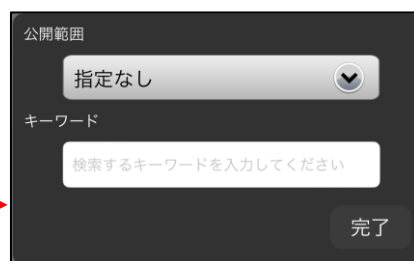 公開範囲
指定なし
キーワード
検索するキーワードを入力してください
完了